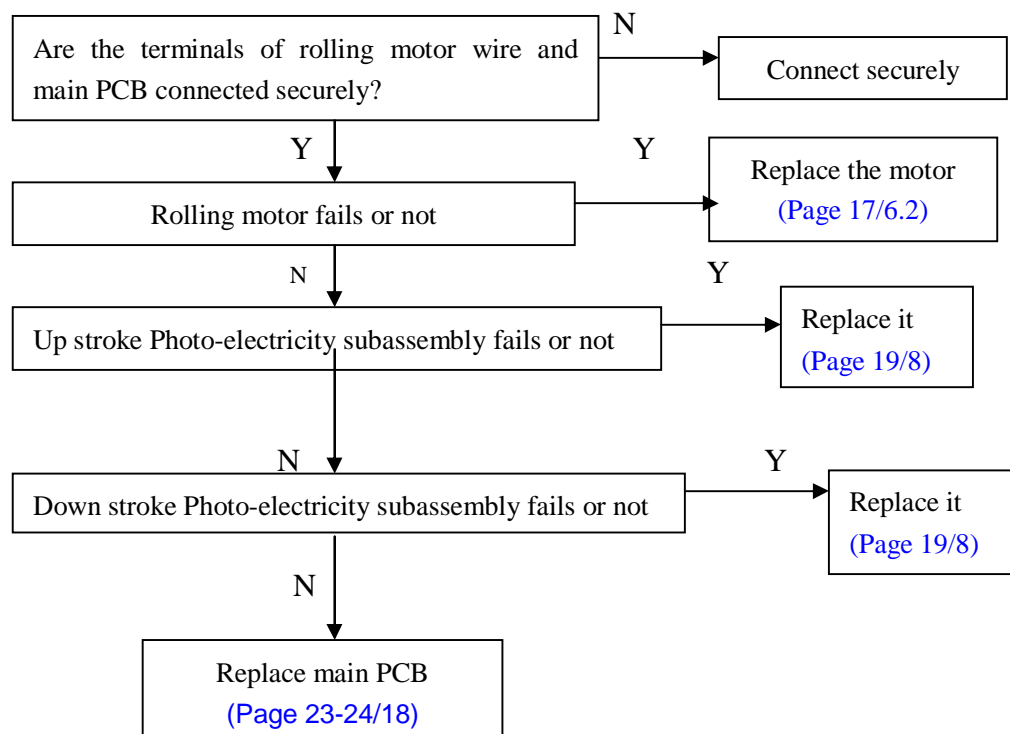 Are the terminals of rolling motor wire and
main PCB connected securely?
N
Connect securely
Y
Y
Rolling motor fails or not
Replace the motor
(Page 17/6.2)
N
Y
Up stroke Photo-electricity subassembly fails or not
Replace it
(Page 19/8)
N
Y
Down stroke Photo-electricity subassembly fails or not
Replace it
(Page 19/8)
N
Replace main PCB
(Page 23-24/18)